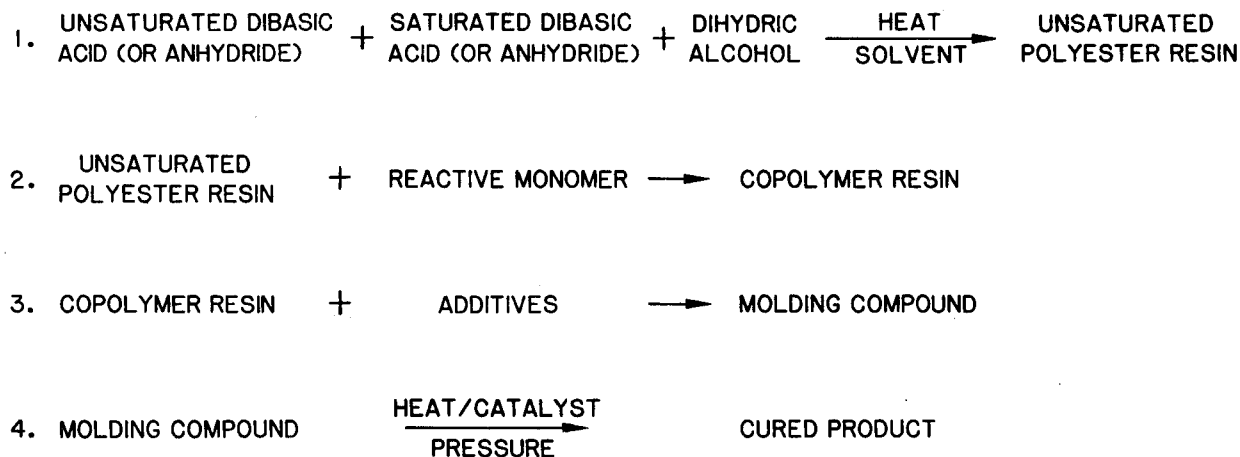 1. UNSATURATED DIBASIC ACID (OR ANHYDRIDE) + SATURATED DIBASIC ACID (OR ANHYDRIDE) + DIHYDRIC ALCOHOL HEAT SOLVENT UNSATURATED POLYESTER RESIN
2. UNSATURATED POLYESTER RESIN + REACTIVE MONOMER → COPOLYMER RESIN
3. COPOLYMER RESIN + ADDITIVES → MOLDING COMPOUND
4. MOLDING COMPOUND HEAT/CATALYST PRESSURE CURED PRODUCT